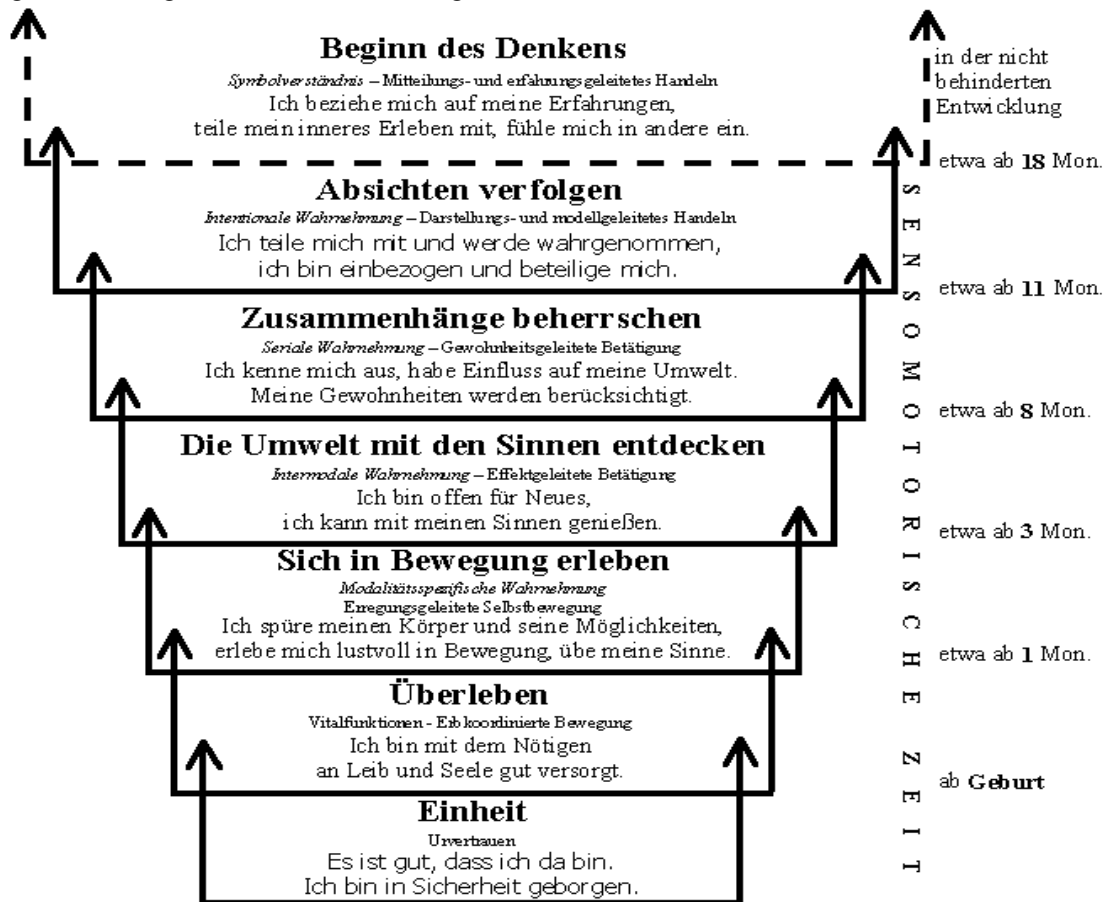 Beginn des Denkens
Symbolverständnis – Mitteilungs- und erfahrungsgeleitetes Handeln
Ich beziehe mich auf meine Erfahrungen,
teile mein inneres Erleben mit, fühle mich in andere ein.
in der nicht
behinderten
Entwicklung
etwa ab 18 Mon.
Absichten verfolgen
Intentionale Wahrnehmung – Darstellungs- und modellgeleitetes Handeln
Ich teile mich mit und werde wahrgenommen,
ich bin einbezogen und beteilige mich.
etwa ab 11 Mon.
Zusammenhänge beherrschen
Seriale Wahrnehmung – Gewohnheitsgeleitete Betätigung
Ich kenne mich aus, habe Einfluss auf meine Umwelt.
Meine Gewohnheiten werden berücksichtigt.
etwa ab 8 Mon.
Die Umwelt mit den Sinnen entdecken
Intermodale Wahrnehmung – Effektgeleitete Betätigung
Ich bin offen für Neues,
ich kann mit meinen Sinnen genießen.
etwa ab 3 Mon.
Sich in Bewegung erleben
Modalitätsspezifische Wahrnehmung
Erregungsgeleitete Selbstbewegung
Ich spüre meinen Körper und seine Möglichkeiten,
erlebe mich lustvoll in Bewegung, übe meine Sinne.
etwa ab 1 Mon.
Überleben
Vitalfunktionen - Erbkoordinierte Bewegung
Ich bin mit dem Nötigen
an Leib und Seele gut versorgt.
ab Geburt
Einheit
Urvertrauen
Es ist gut, dass ich da bin.
Ich bin in Sicherheit geborgen.
SENSOMOTORISCHE ZEIT